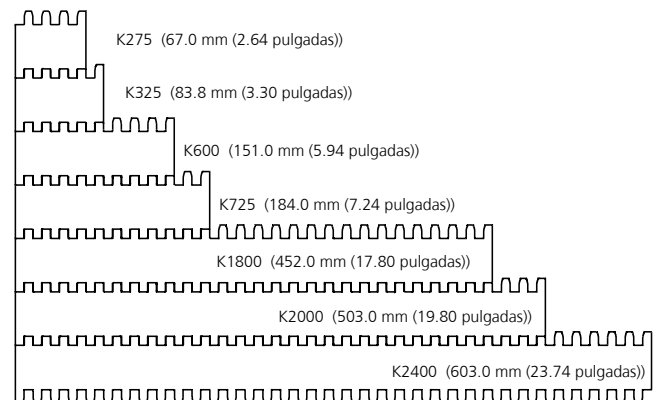 K275 (67.0 mm (2.64 pulgadas))
K325 (83.8 mm (3.30 pulgadas))
K600 (151.0 mm (5.94 pulgadas))
K725 (184.0 mm (7.24 pulgadas))
K1800 (452.0 mm (17.80 pulgadas))
K2000 (503.0 mm (19.80 pulgadas))
K2400 (603.0 mm (23.74 pulgadas))